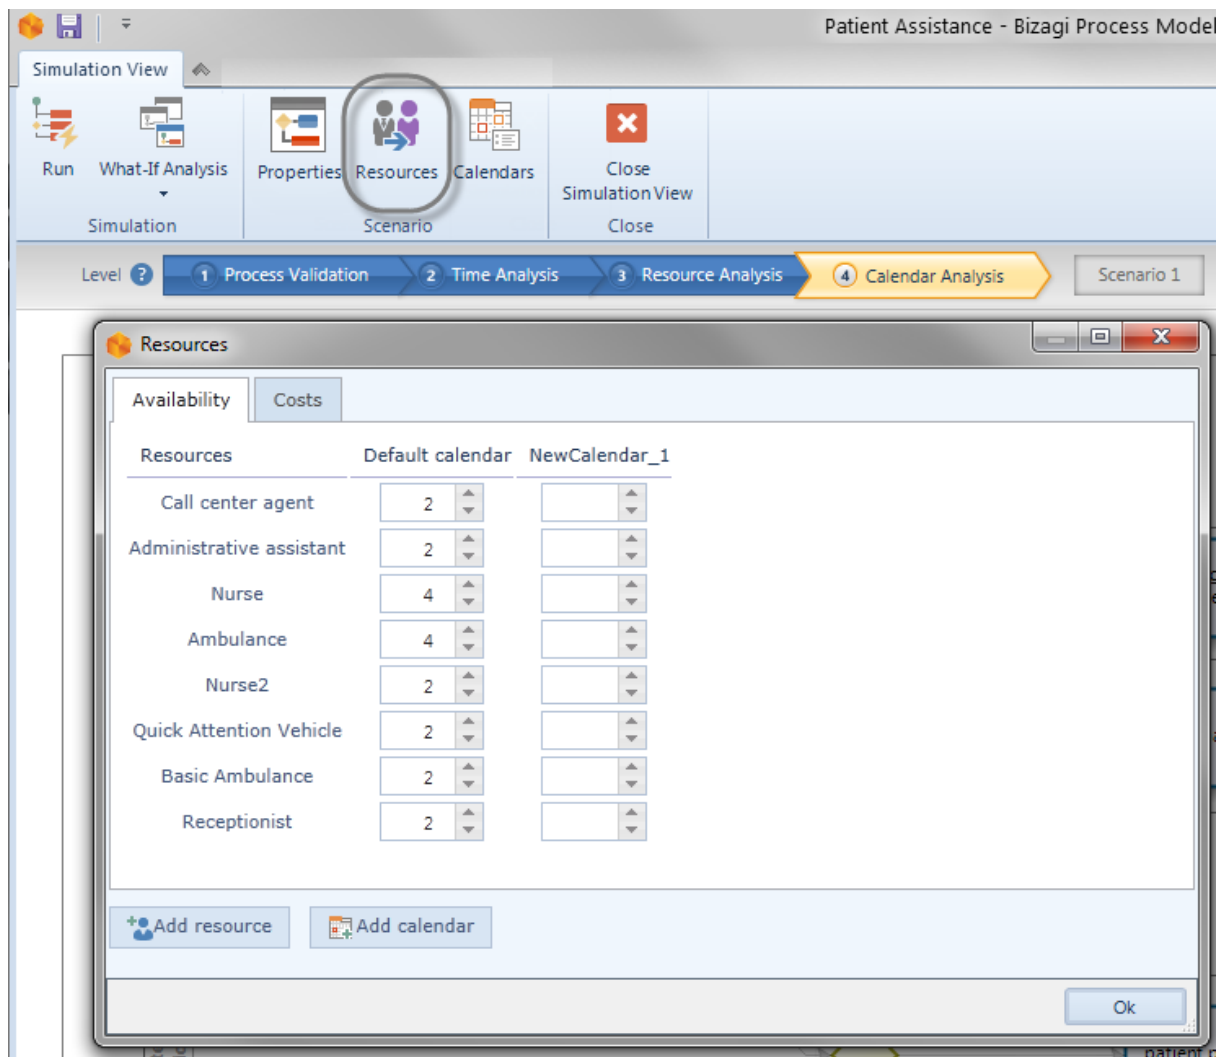 Patient Assistance - Bizagi Process Model
Simulation View
Run
What-If Analysis
Properties
Resources
Calendars
Close
Simulation View
Simulation
Scenario
Close
Level ?
1 Process Validation
2 Time Analysis
3 Resource Analysis
4 Calendar Analysis
Scenario 1
Resources
Availability
Costs
Resources Default calendar NewCalendar_1
Call center agent 2
Administrative assistant 2
Nurse 4
Ambulance 4
Nurse2 2
Quick Attention Vehicle 2
Basic Ambulance 2
Receptionist 2
Add resource
Add calendar
Ok
patient